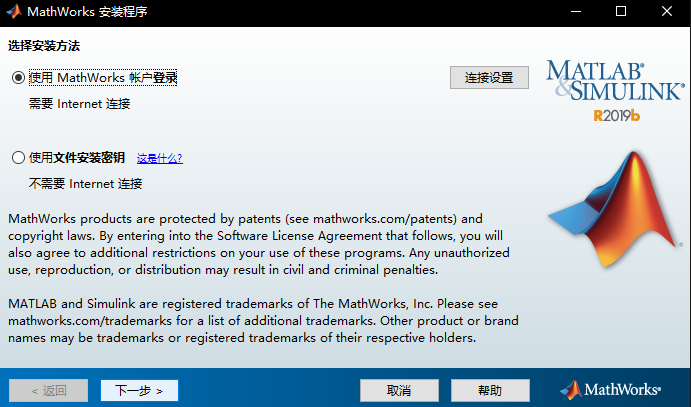 MathWorks 安装程序
选择安装方法
使用 MathWorks 帐户登录
连接设置
需要 Internet 连接
MATLAB®
&SIMULINK®
R2019b
使用文件安装密钥 这是什么?
不需要 Internet 连接
MathWorks products are protected by patents (see mathworks.com/patents) and
copyright laws. By entering into the Software License Agreement that follows, you will
also agree to additional restrictions on your use of these programs. Any unauthorized
use, reproduction, or distribution may result in civil and criminal penalties.
MATLAB and Simulink are registered trademarks of The MathWorks, Inc. Please see
mathworks.com/trademarks for a list of additional trademarks. Other product or brand
names may be trademarks or registered trademarks of their respective holders.
< 返回
下一步 >
取消
帮助
MathWorks®